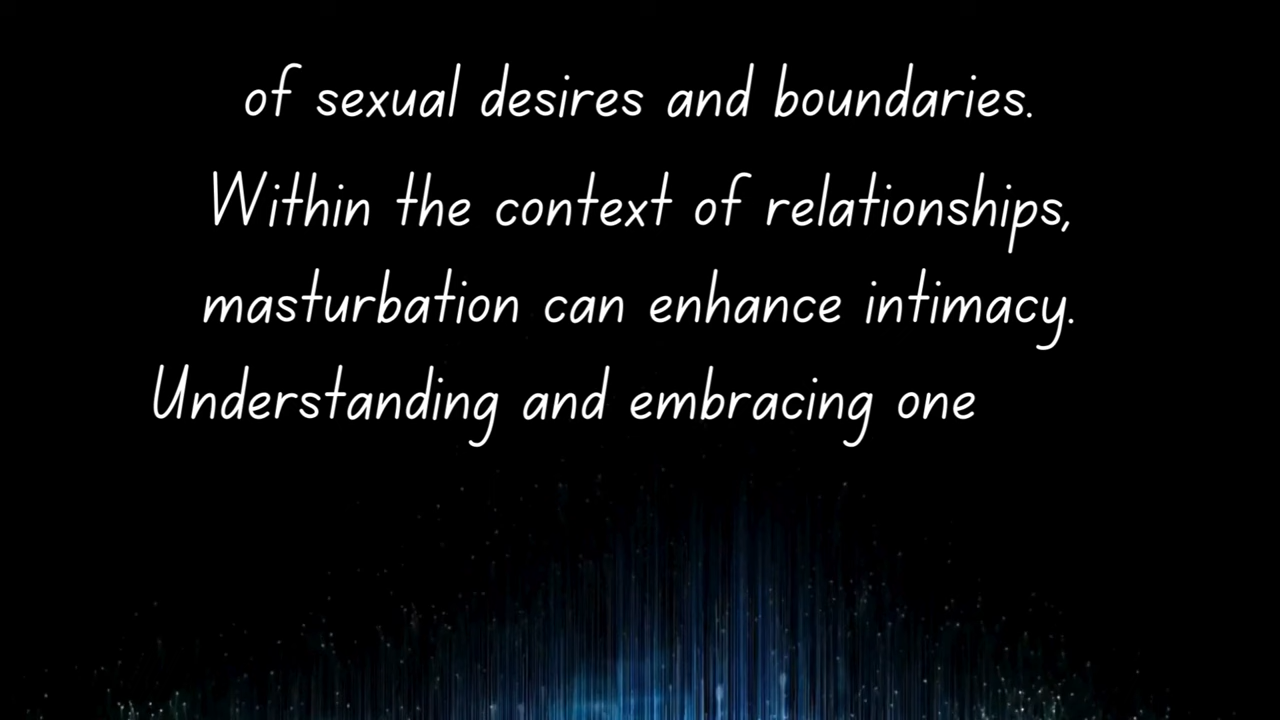 of sexual desires and boundaries.
Within the context of relationships,
masturbation can enhance intimacy.
Understanding and embracing one